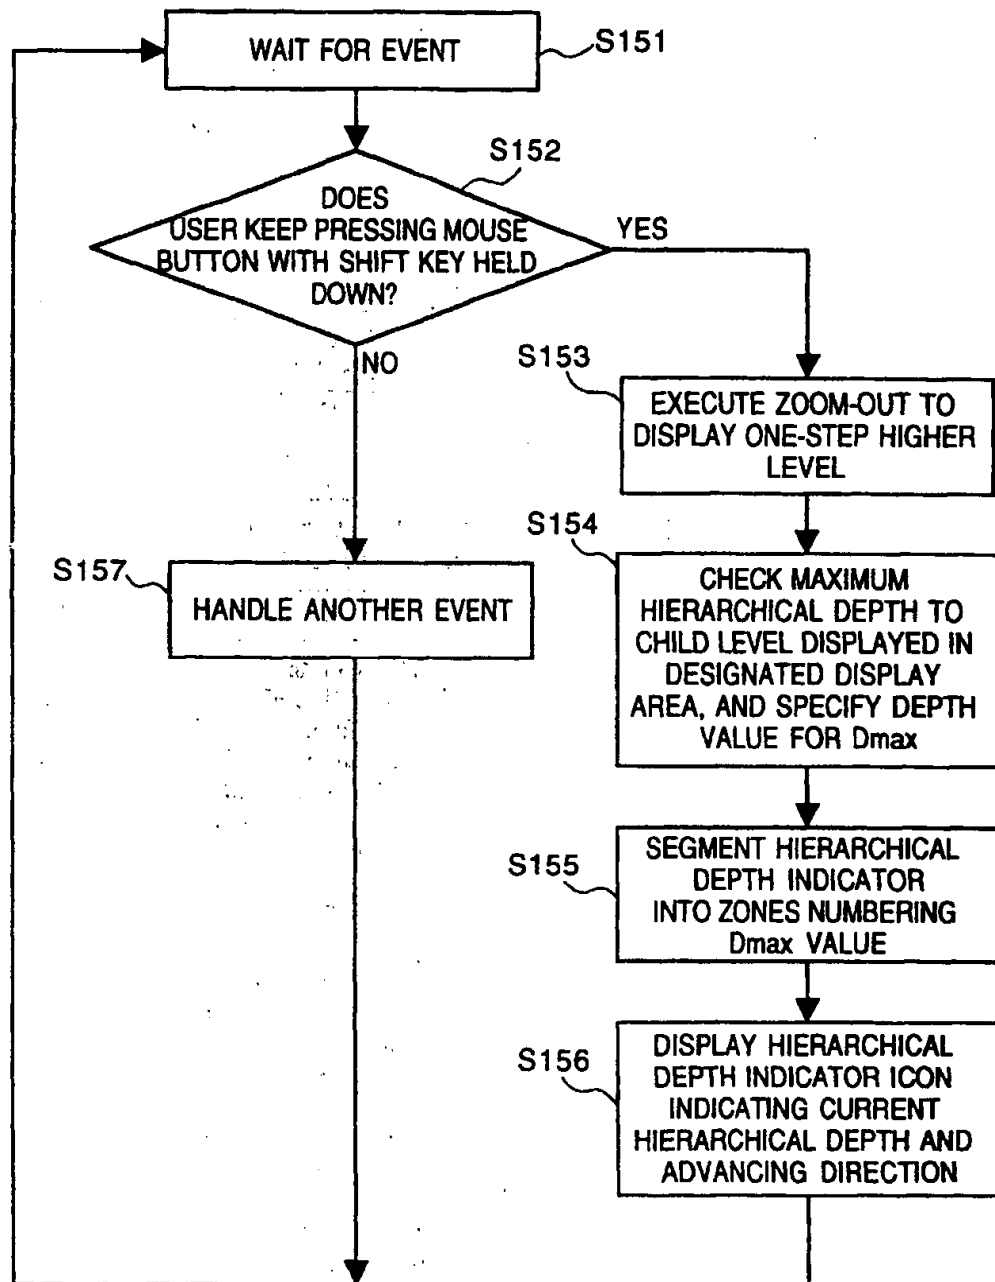 WAIT FOR EVENT
S151
S152
DOES
USER KEEP PRESSING MOUSE
BUTTON WITH SHIFT KEY HELD
DOWN?
YES
NO
S153
EXECUTE ZOOM-OUT TO
DISPLAY ONE-STEP HIGHER
LEVEL
S154
CHECK MAXIMUM
HIERARCHICAL DEPTH TO
CHILD LEVEL DISPLAYED IN
DESIGNATED DISPLAY
AREA, AND SPECIFY DEPTH
VALUE FOR Dmax
S157
HANDLE ANOTHER EVENT
S155
SEGMENT HIERARCHICAL
DEPTH INDICATOR
INTO ZONES NUMBERING
Dmax VALUE
S156
DISPLAY HIERARCHICAL
DEPTH INDICATOR ICON
INDICATING CURRENT
HIERARCHICAL DEPTH AND
ADVANCING DIRECTION